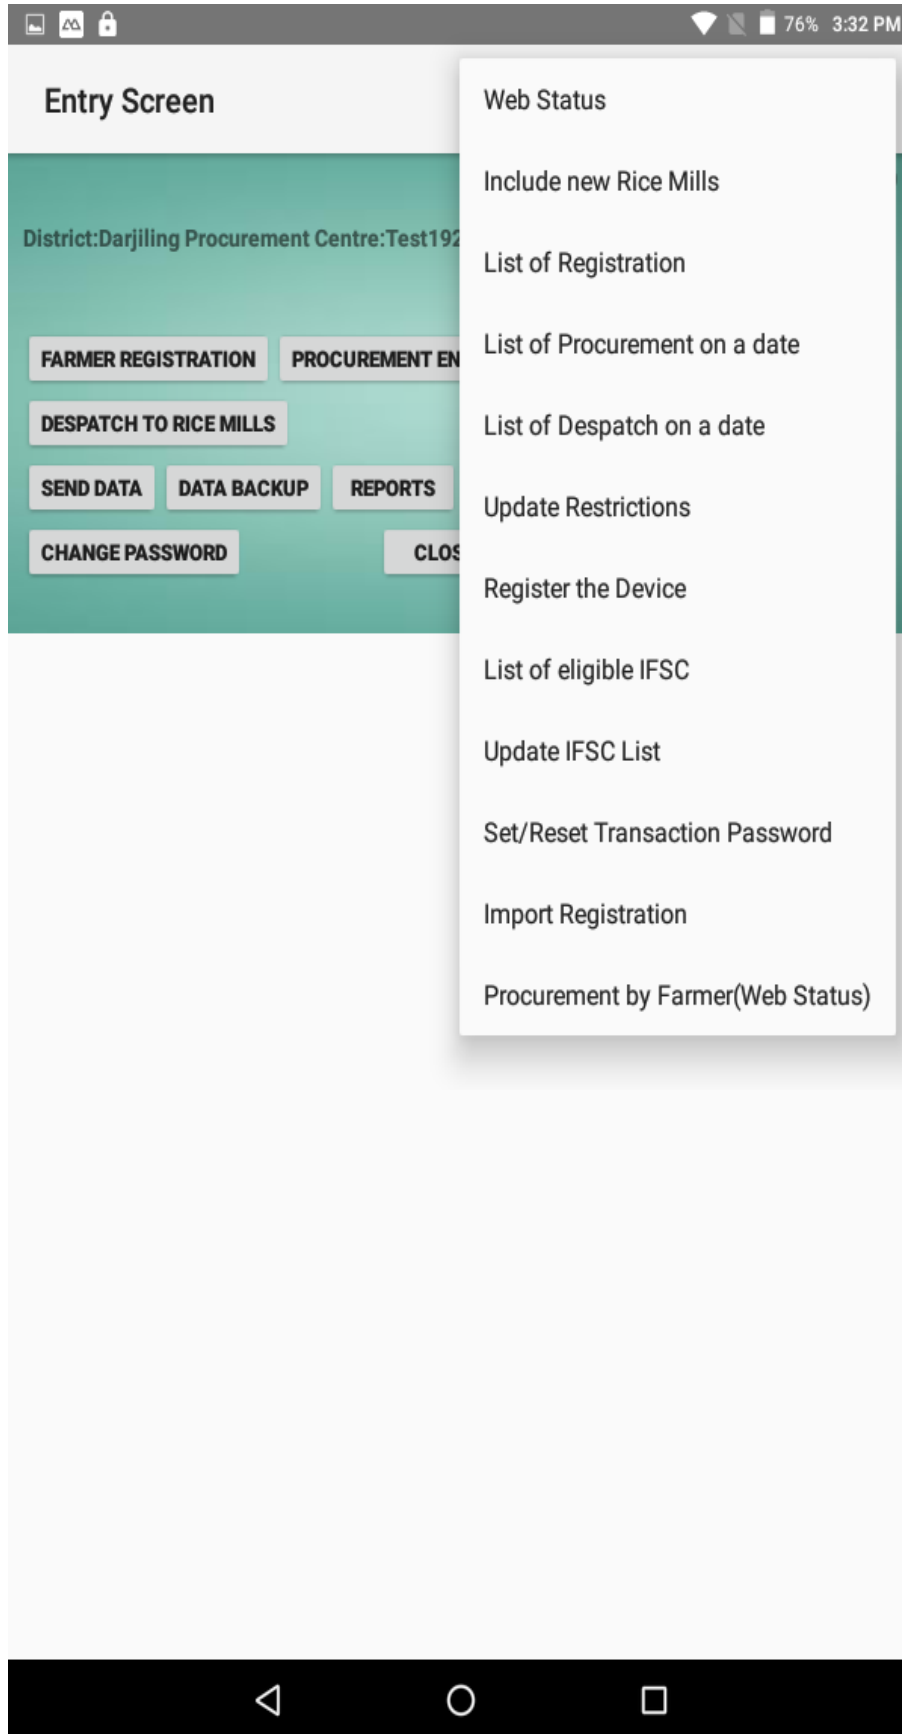 76% 3:32 PM
Entry Screen
District:Darjiling Procurement Centre:Test192
FARMER REGISTRATION PROCUREMENT EN
DESPATCH TO RICE MILLS
SEND DATA DATA BACKUP REPORTS
CHANGE PASSWORD CLOS
Web Status
Include new Rice Mills
List of Registration
List of Procurement on a date
List of Despatch on a date
Update Restrictions
Register the Device
List of eligible IFSC
Update IFSC List
Set/Reset Transaction Password
Import Registration
Procurement by Farmer(Web Status)